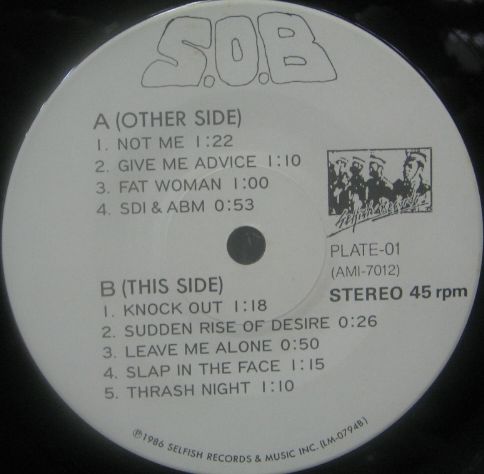 S.O.B
A (OTHER SIDE)
1. NOT ME 1:22
2. GIVE ME ADVICE 1:10
3. FAT WOMAN 1:00
4. SDI & ABM 0:53
Selfish Records
PLATE-01
(AMI-7012)
STEREO 45 rpm
B (THIS SIDE)
1. KNOCK OUT 1:18
2. SUDDEN RISE OF DESIRE 0:26
3. LEAVE ME ALONE 0:50
4. SLAP IN THE FACE 1:15
5. THRASH NIGHT 1:10
℗1986 SELFISH RECORDS & MUSIC INC. (LM-0794B)